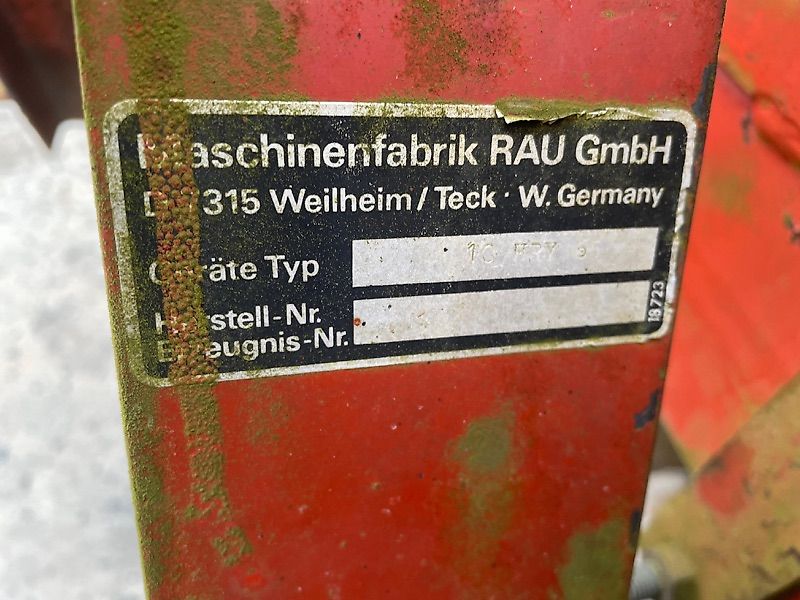 Maschinenfabrik RAU GmbH
D 7315 Weilheim/Teck · W. Germany
Geräte Typ
Herstell-Nr.
Erzeugnis-Nr.
18723